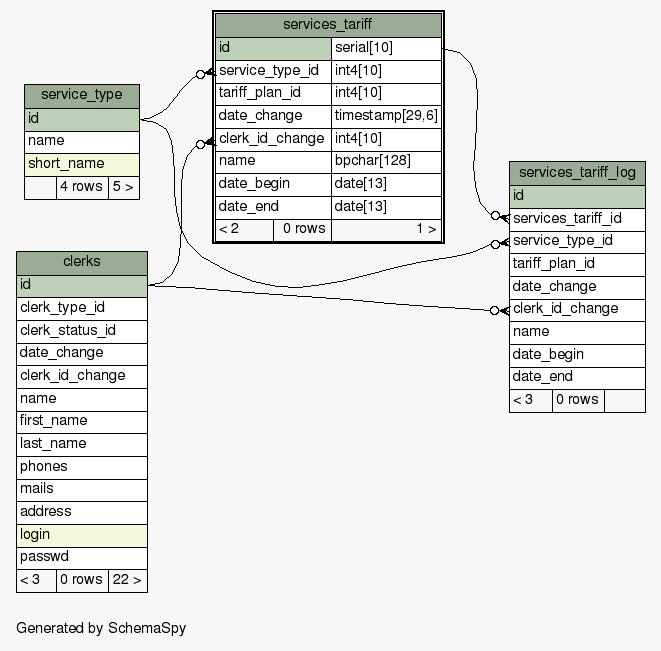 services_tariff
id serial[10]
service_type_id int4[10]
tariff_plan_id int4[10]
date_change timestamp[29,6]
clerk_id_change int4[10]
name bpchar[128]
date_begin date[13]
date_end date[13]
< 2 0 rows 1 >
service_type
id
name
short_name
4 rows 5 >
services_tariff_log
id
services_tariff_id
service_type_id
tariff_plan_id
date_change
clerk_id_change
name
date_begin
date_end
< 3 0 rows
clerks
id
clerk_type_id
clerk_status_id
date_change
clerk_id_change
name
first_name
last_name
phones
mails
address
login
passwd
< 3 0 rows 22 >
Generated by SchemaSpy